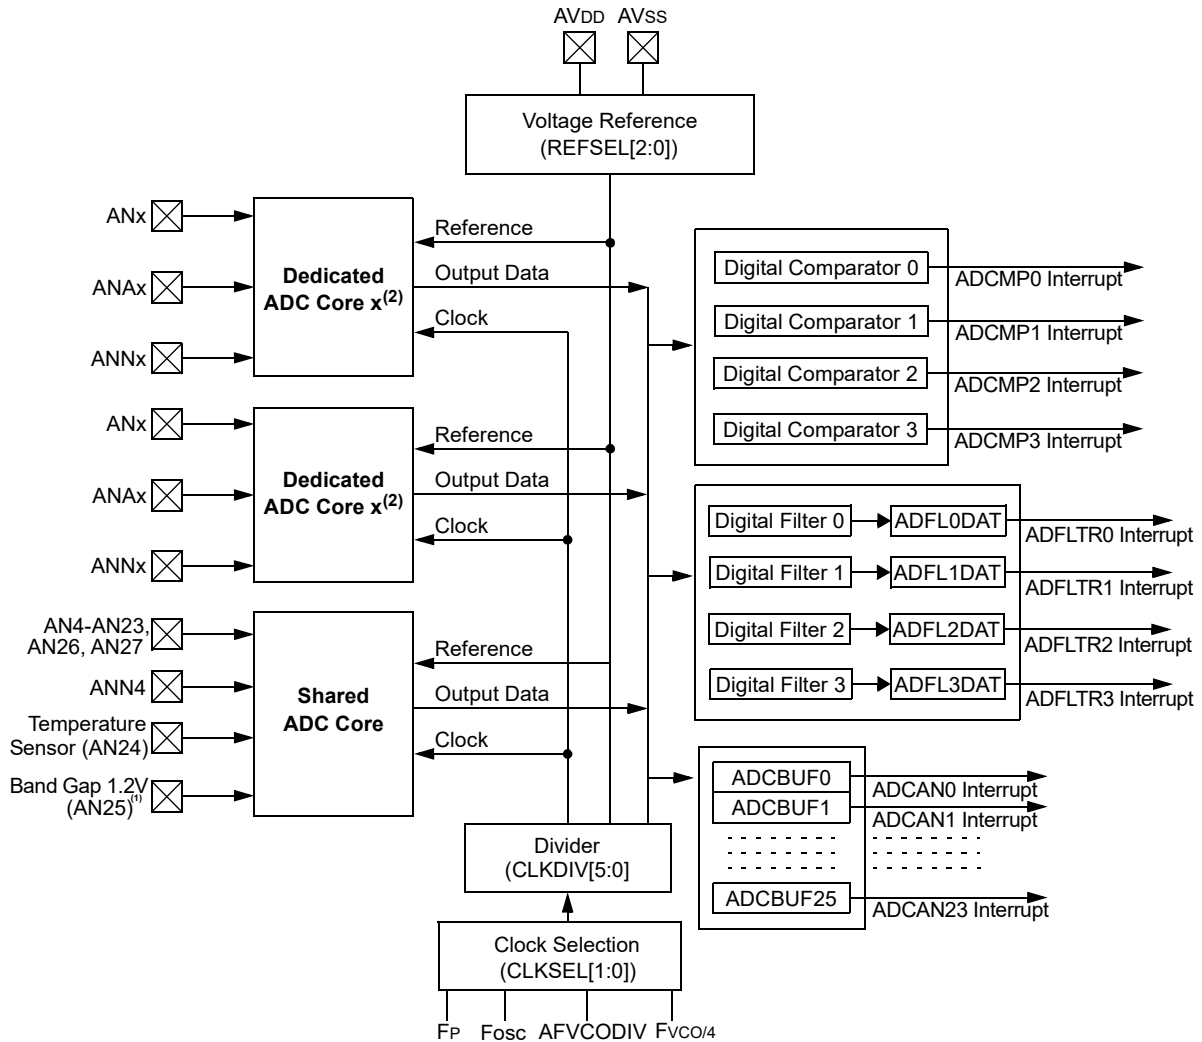 AVDD AVSS
Voltage Reference
(REFSEL[2:0])
ANx
ANAx
ANNx
Dedicated
ADC Core x(2)
Reference
Output Data
Clock
ANx
ANAx
ANNx
Dedicated
ADC Core x(2)
Reference
Output Data
Clock
AN4-AN23,
AN26, AN27
ANN4
Temperature
Sensor (AN24)
Band Gap 1.2V
(AN25)(1)
Shared
ADC Core
Reference
Output Data
Clock
Digital Comparator 0
ADCMP0 Interrupt
Digital Comparator 1
ADCMP1 Interrupt
Digital Comparator 2
ADCMP2 Interrupt
Digital Comparator 3
ADCMP3 Interrupt
Digital Filter 0 ADFL0DAT
ADFLTR0 Interrupt
Digital Filter 1 ADFL1DAT
ADFLTR1 Interrupt
Digital Filter 2 ADFL2DAT
ADFLTR2 Interrupt
Digital Filter 3 ADFL3DAT
ADFLTR3 Interrupt
ADCBUF0
ADCAN0 Interrupt
ADCBUF1
ADCAN1 Interrupt
ADCBUF25
ADCAN23 Interrupt
Divider
(CLKDIV[5:0]
Clock Selection
(CLKSEL[1:0])
FP Fosc AFVCODIV FVCO/4